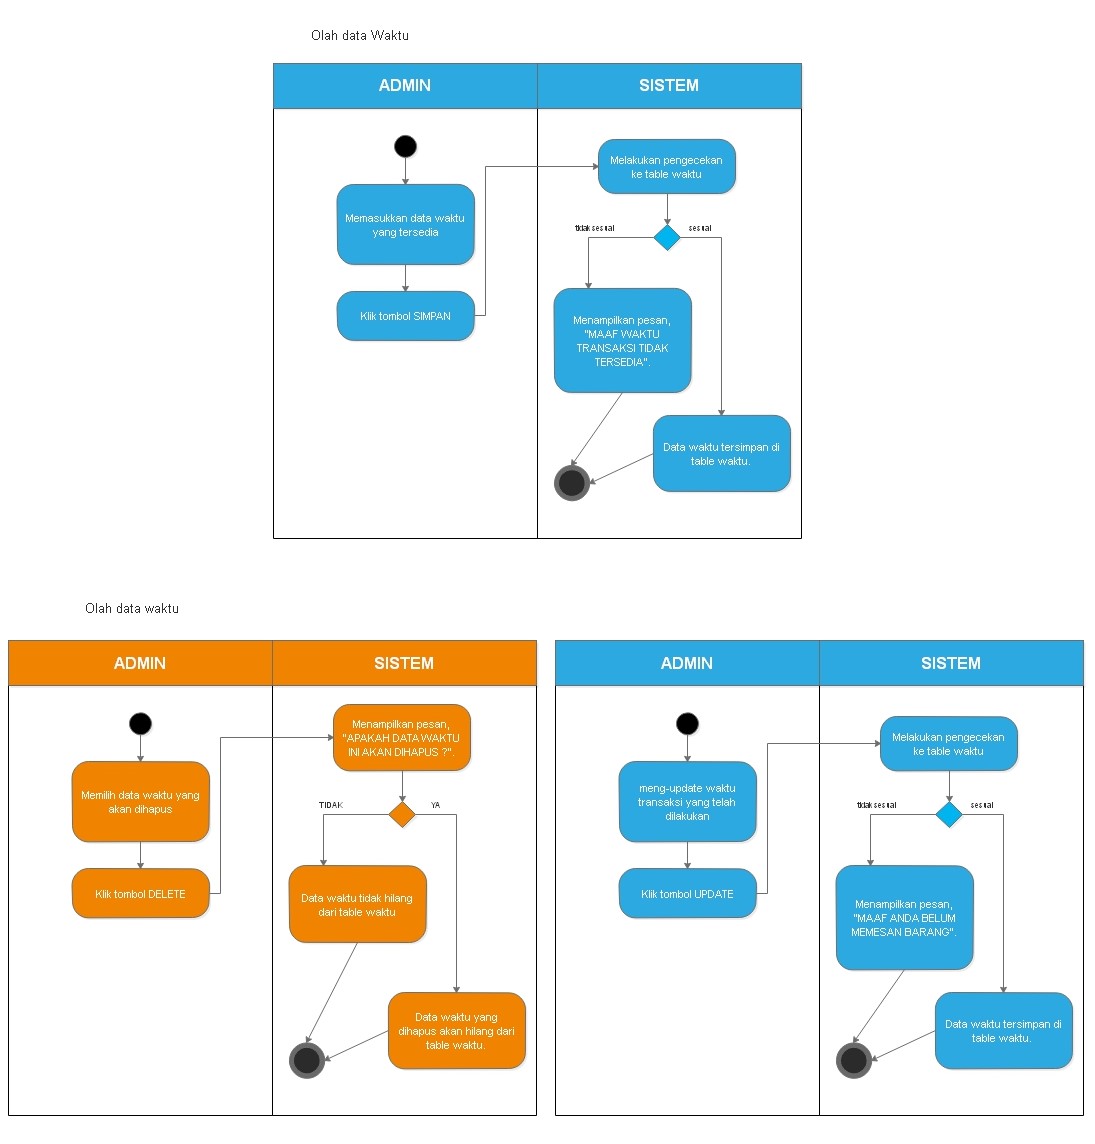 Olah data Waktu
ADMIN
SISTEM
Memasukkan data waktu
yang tersedia
Klik tombol SIMPAN
Melakukan pengecekan
ke table waktu
tidak sesuai
sesuai
Menampilkan pesan,
"MAAF WAKTU
TRANSAKSI TIDAK
TERSEDIA".
Data waktu tersimpan di
table waktu.
Olah data waktu
ADMIN
SISTEM
Memilih data waktu yang
akan dihapus
Klik tombol DELETE
Menampilkan pesan,
"APAKAH DATA WAKTU
INI AKAN DIHAPUS ?".
TIDAK
YA
Data waktu tidak hilang
dari table waktu
Data waktu yang
dihapus akan hilang dari
table waktu.
ADMIN
SISTEM
meng-update waktu
transaksi yang telah
dilakukan
Klik tombol UPDATE
Melakukan pengecekan
ke table waktu
tidak sesuai
sesuai
Menampilkan pesan,
"MAAF ANDA BELUM
MEMESAN BARANG".
Data waktu tersimpan di
table waktu.